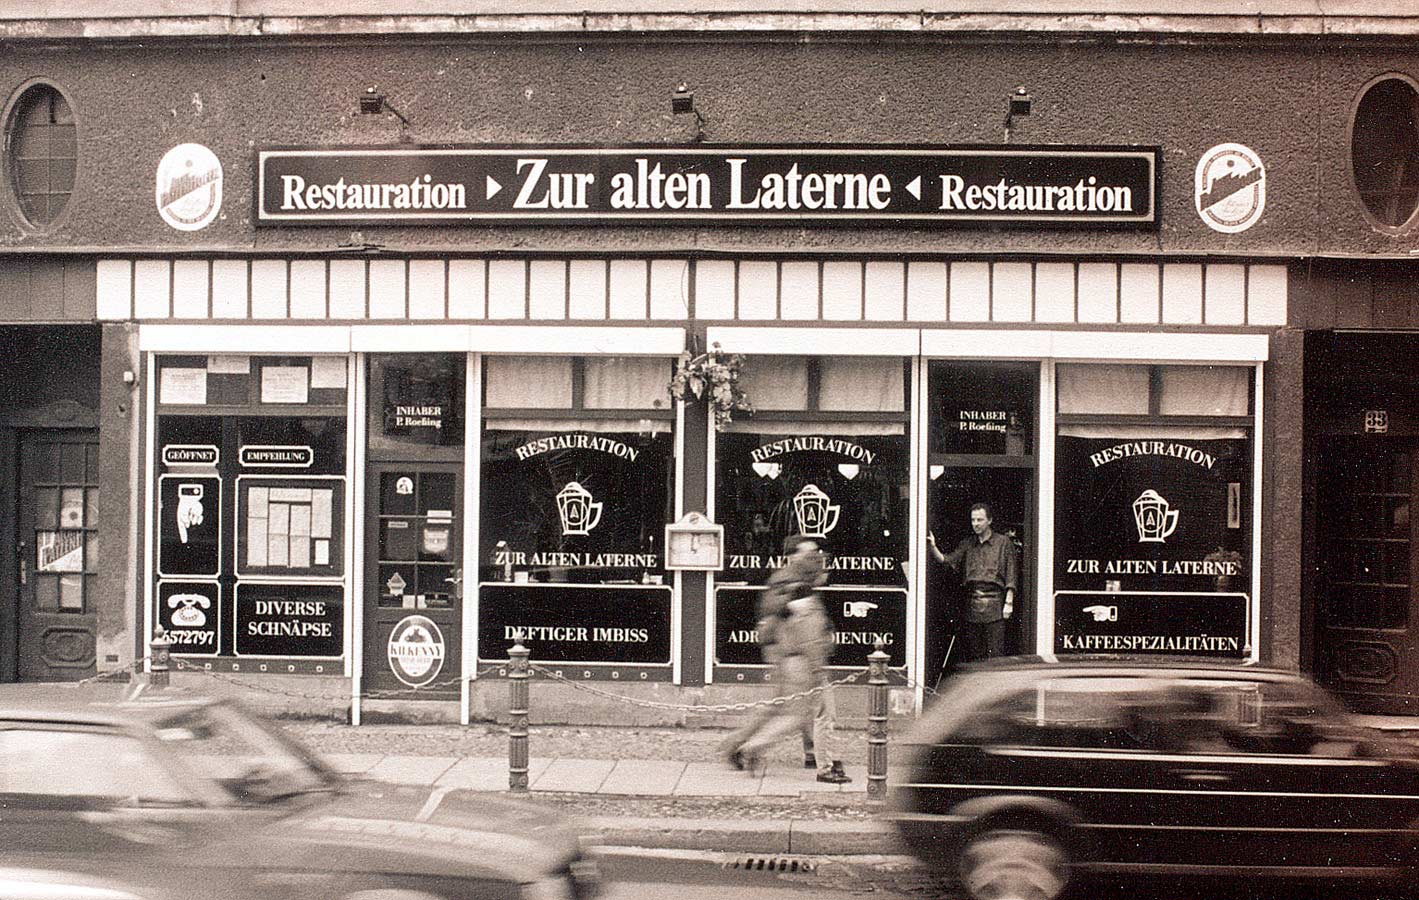 Restauration
Zur alten Laterne
Restauration
INHABER
P. Roeßing
INHABER
P. Roeßing
GEÖFFNET
EMPFEHLUNG
RESTAURATION
RESTAURATION
RESTAURATION
A
A
ZUR ALTEN LATERNE
ZUR ALTEN LATERNE
ZUR ALTEN LATERNE
6572797
DIVERSE
SCHNÄPSE
KILKENNY
DEFTIGER IMBISS
KAFFEESPEZIALITÄTEN
33